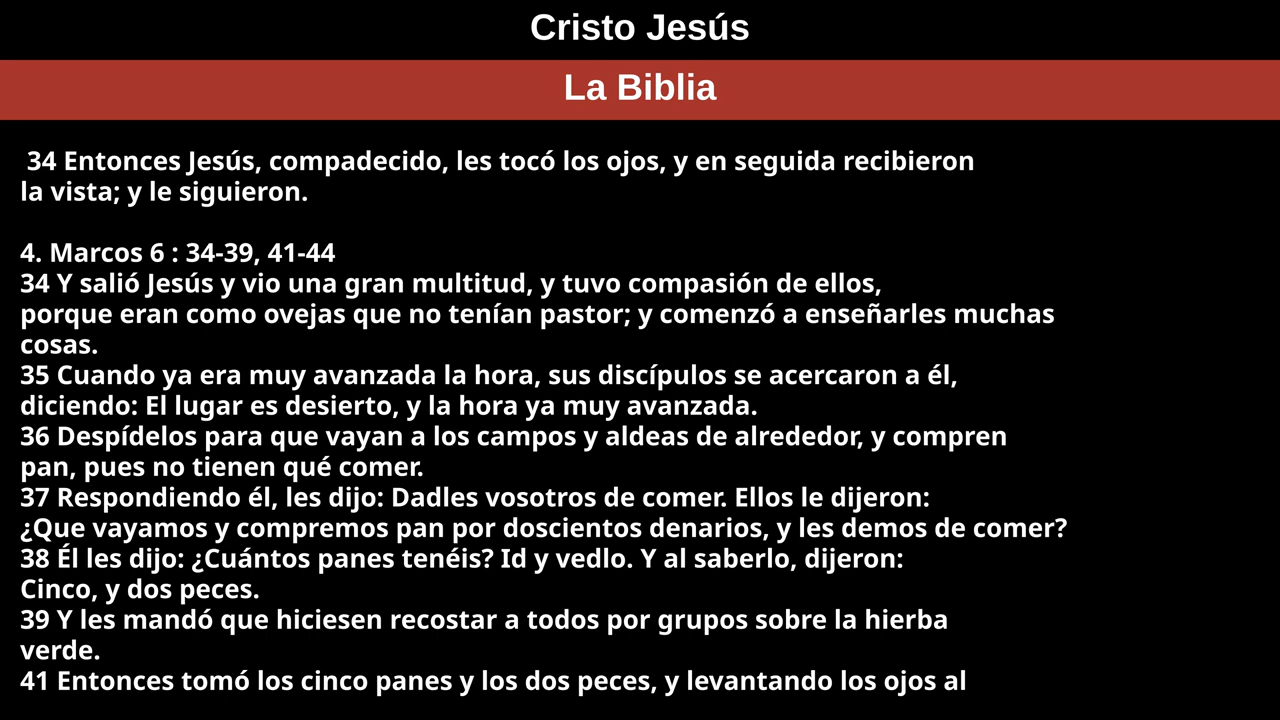 Cristo Jesús
La Biblia
34 Entonces Jesús, compadecido, les tocó los ojos, y en seguida recibieron
la vista; y le siguieron.
4. Marcos 6 : 34-39, 41-44
34 Y salió Jesús y vio una gran multitud, y tuvo compasión de ellos,
porque eran como ovejas que no tenían pastor; y comenzó a enseñarles muchas
cosas.
35 Cuando ya era muy avanzada la hora, sus discípulos se acercaron a él,
diciendo: El lugar es desierto, y la hora ya muy avanzada.
36 Despídelos para que vayan a los campos y aldeas de alrededor, y compren
pan, pues no tienen qué comer.
37 Respondiendo él, les dijo: Dadles vosotros de comer. Ellos le dijeron:
¿Que vayamos y compremos pan por doscientos denarios, y les demos de comer?
38 Él les dijo: ¿Cuántos panes tenéis? Id y vedlo. Y al saberlo, dijeron:
Cinco, y dos peces.
39 Y les mandó que hiciesen recostar a todos por grupos sobre la hierba
verde.
41 Entonces tomó los cinco panes y los dos peces, y levantando los ojos al